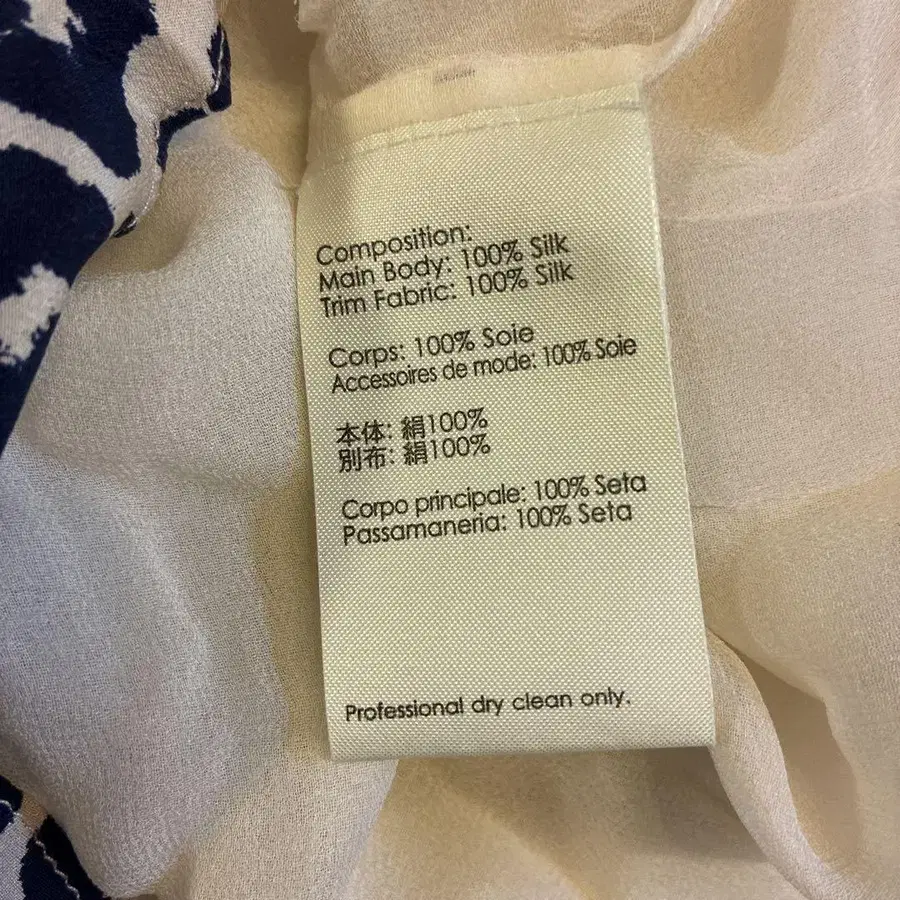 Composition:
Main Body: 100% Silk
Trim Fabric: 100% Silk
Corps: 100% Soie
Accessoires de mode: 100% Soie
本体: 絹100%
別布: 絹100%
Corpo principale: 100% Seta
Passamaneria: 100% Seta
Professional dry clean only.